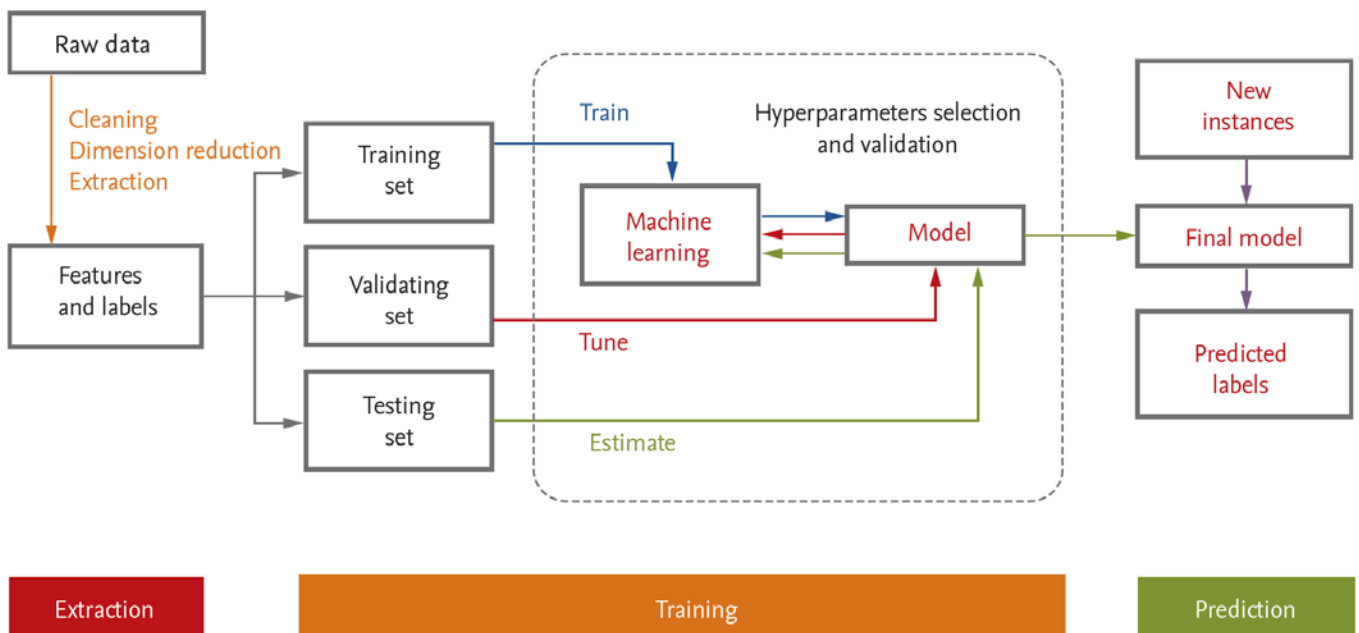 Raw data
Cleaning
Dimension reduction
Extraction
Features
and labels
Training
set
Validating
set
Testing
set
Train
Tune
Estimate
Hyperparameters selection
and validation
Machine
learning
Model
New
instances
Final model
Predicted
labels
Extraction
Training
Prediction